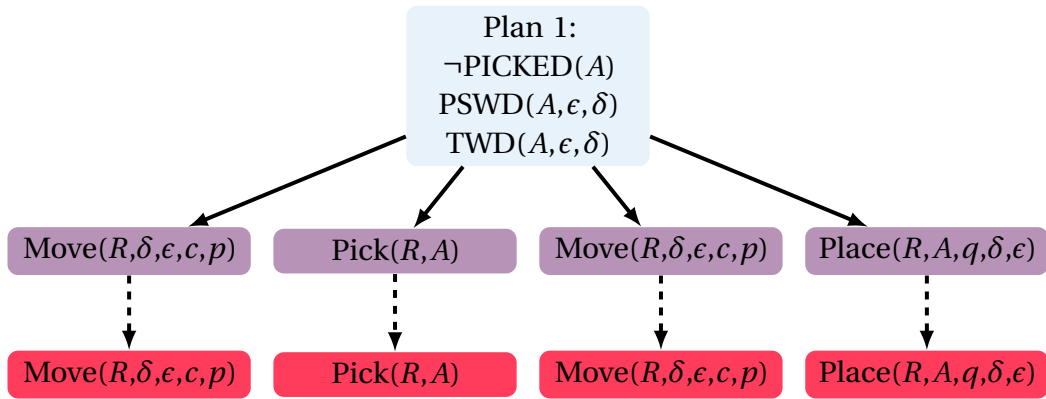 Plan 1:
¬PICKED(A)
PSWD(A,ϵ,δ)
TWD(A,ϵ,δ)
Move(R,δ,ϵ,c,p) Pick(R,A) Move(R,δ,ϵ,c,p) Place(R,A,q,δ,ϵ)
Move(R,δ,ϵ,c,p) Pick(R,A) Move(R,δ,ϵ,c,p) Place(R,A,q,δ,ϵ)